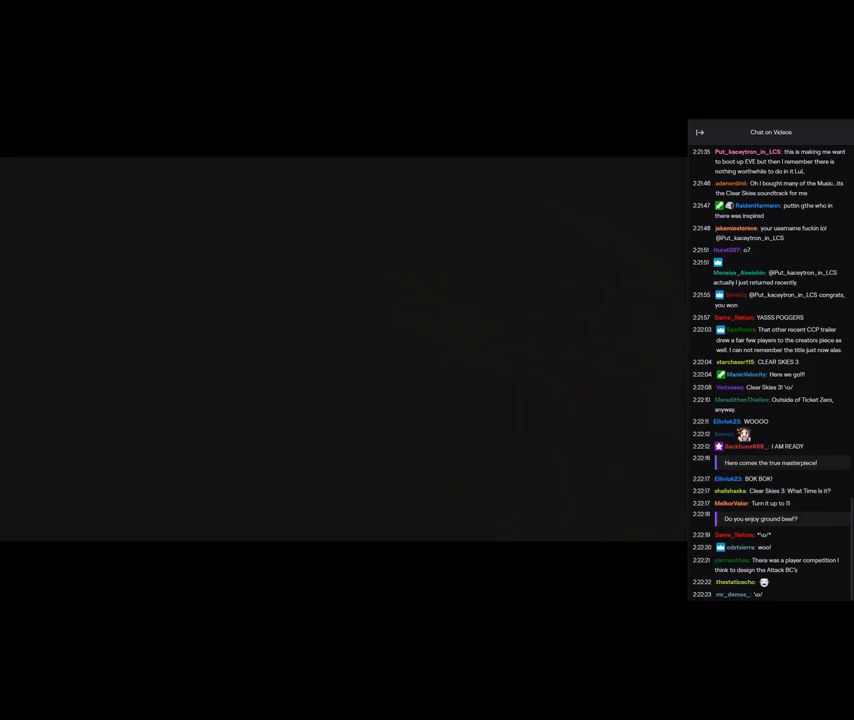 Chat on Videos
2:21:35 Put_kaceytron_in_LCS: this is making me want
to boot up EVE but then I remember there is
nothing worthwhile to do in it LuL
2:21:46 adenordinii: Oh I bought many of the Music...its
the Clear Skies soundtrack for me
2:21:47 RaidenHarmann: puttin gthe who in
there was inspired
2:21:48 jakemiestereve: your username fuckin lol
@Put_kaceytron_in_LCS
2:21:51 Hurst007: o7
2:21:51
Menaiya_Aixeishin: @Put_kaceytron_in_LCS
actually I just returned recently.
2:21:55 @Put_kaceytron_in_LCS congrats,
you won
2:21:57 YASSS POGGERS
2:22:03 That other recent CCP trailer
drew a fair few players to the creators piece as
well. I can not remember the title just now alas.
2:22:04 starchaser115: CLEAR SKIES 3
2:22:04 ManicVelocity: Here we go!!!
2:22:08 Vertxsees: Clear Skies 3! \o/
2:22:10 MeredithenThielles: Outside of Ticket Zero,
anyway.
2:22:11 Ellivlok23: WOOOO
2:22:12
2:22:12 Backbone668_: I AM READY
2:22:16 Here comes the true masterpiece!
2:22:17 Ellivlok23: BOK BOK!
2:22:17 shalishaska: Clear Skies 3: What Time Is it?
2:22:17 MelkorValor: Turn it up to 11
2:22:18 Do you enjoy ground beef?
2:22:19 *\o/*
2:22:20 odetsierra: woo!
2:22:21 There was a player competition I
think to design the Attack BC's
2:22:22 thestaticecho:
2:22:23 mr_domox_: \o/